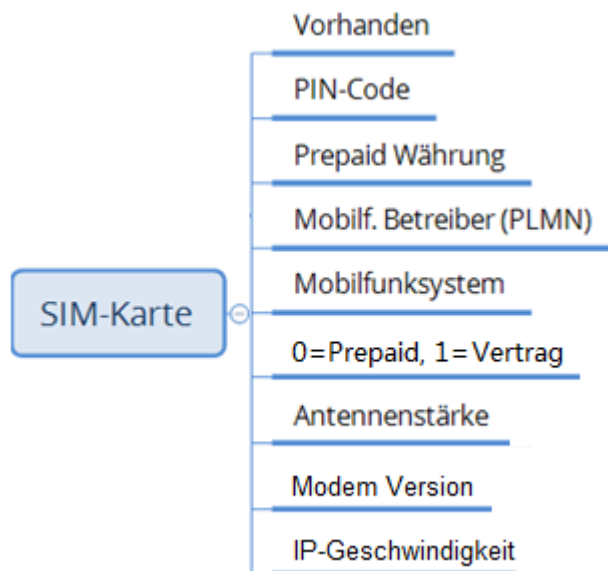 Vorhanden
PIN-Code
Prepaid Währung
Mobilf. Betreiber (PLMN)
SIM-Karte
Mobilfunksystem
0=Prepaid, 1=Vertrag
Antennenstärke
Modem Version
IP-Geschwindigkeit